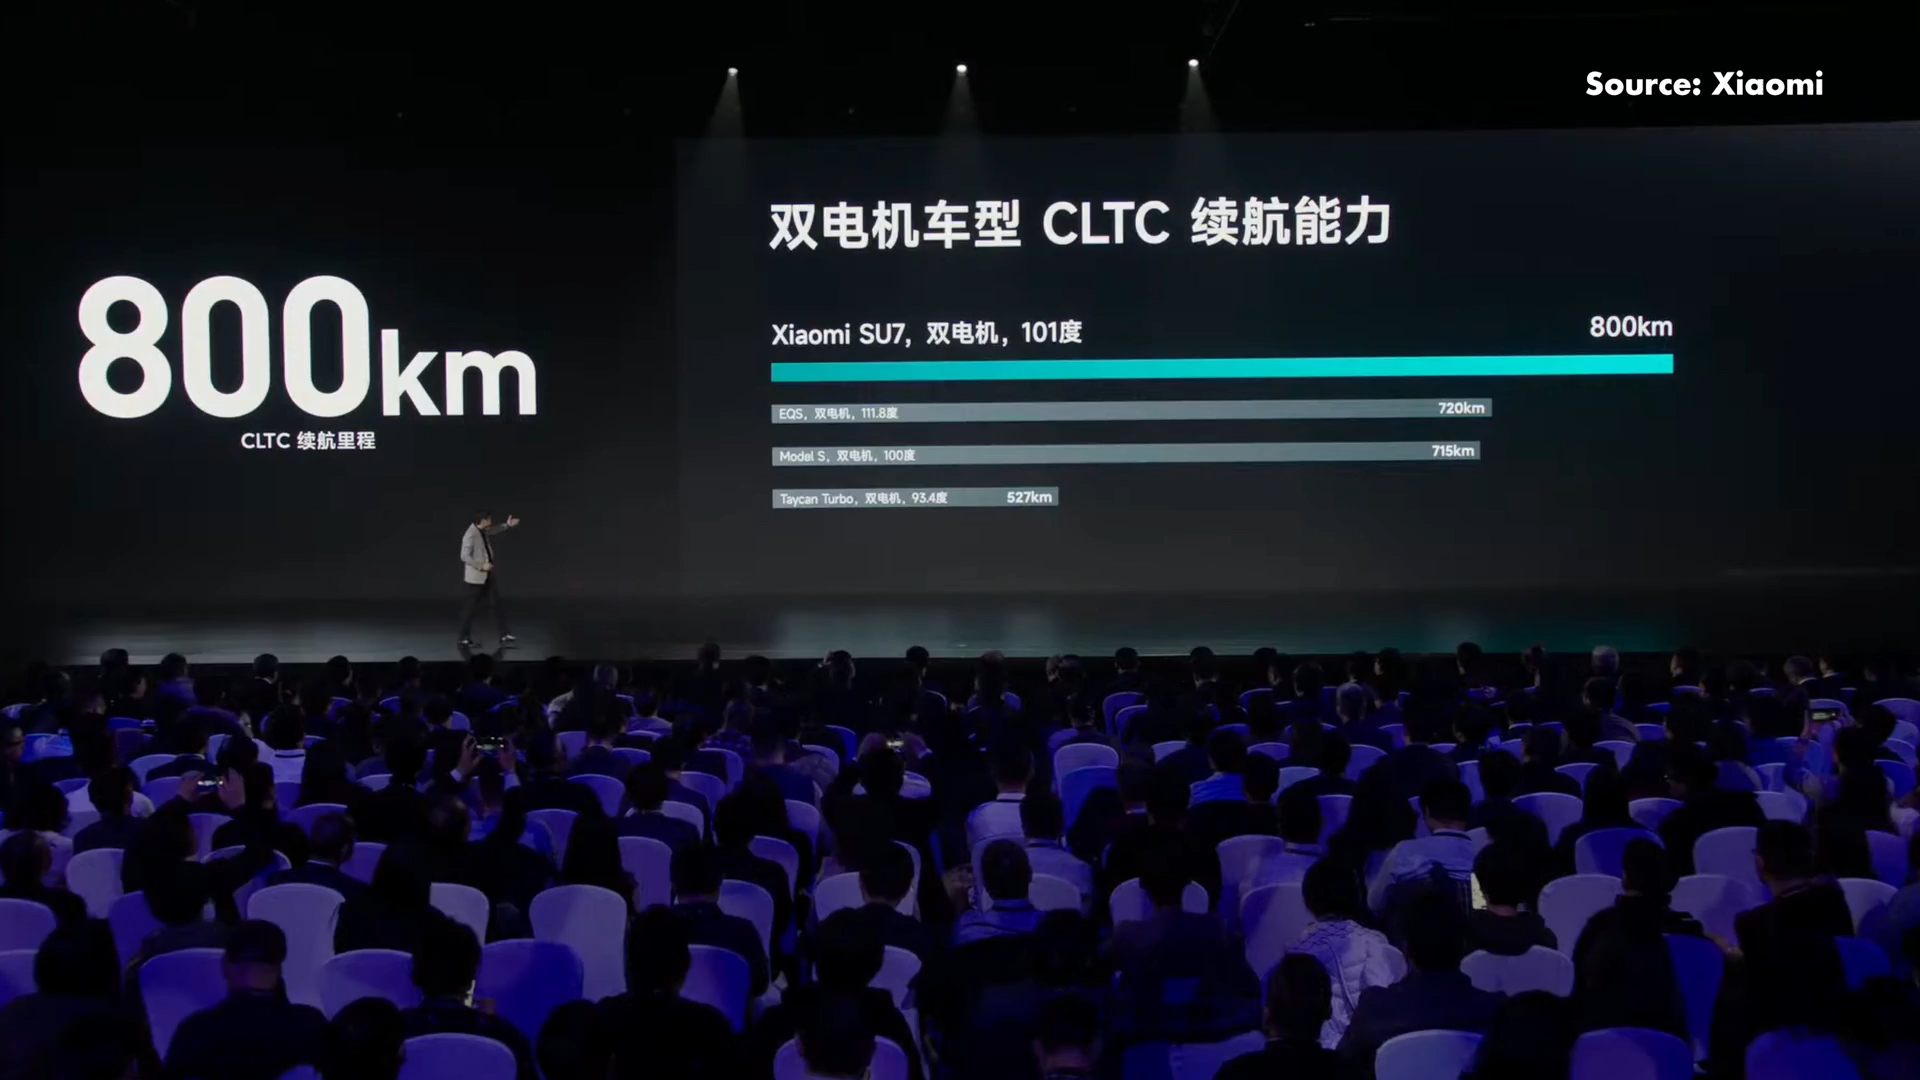 Source: Xiaomi
800km
CLTC 续航里程
双电机车型 CLTC 续航能力
Xiaomi SU7, 双电机, 101度
800km
EQS, 双电机, 111.8度
720km
Model S, 双电机, 100度
715km
Taycan Turbo, 双电机, 93.4度
527km